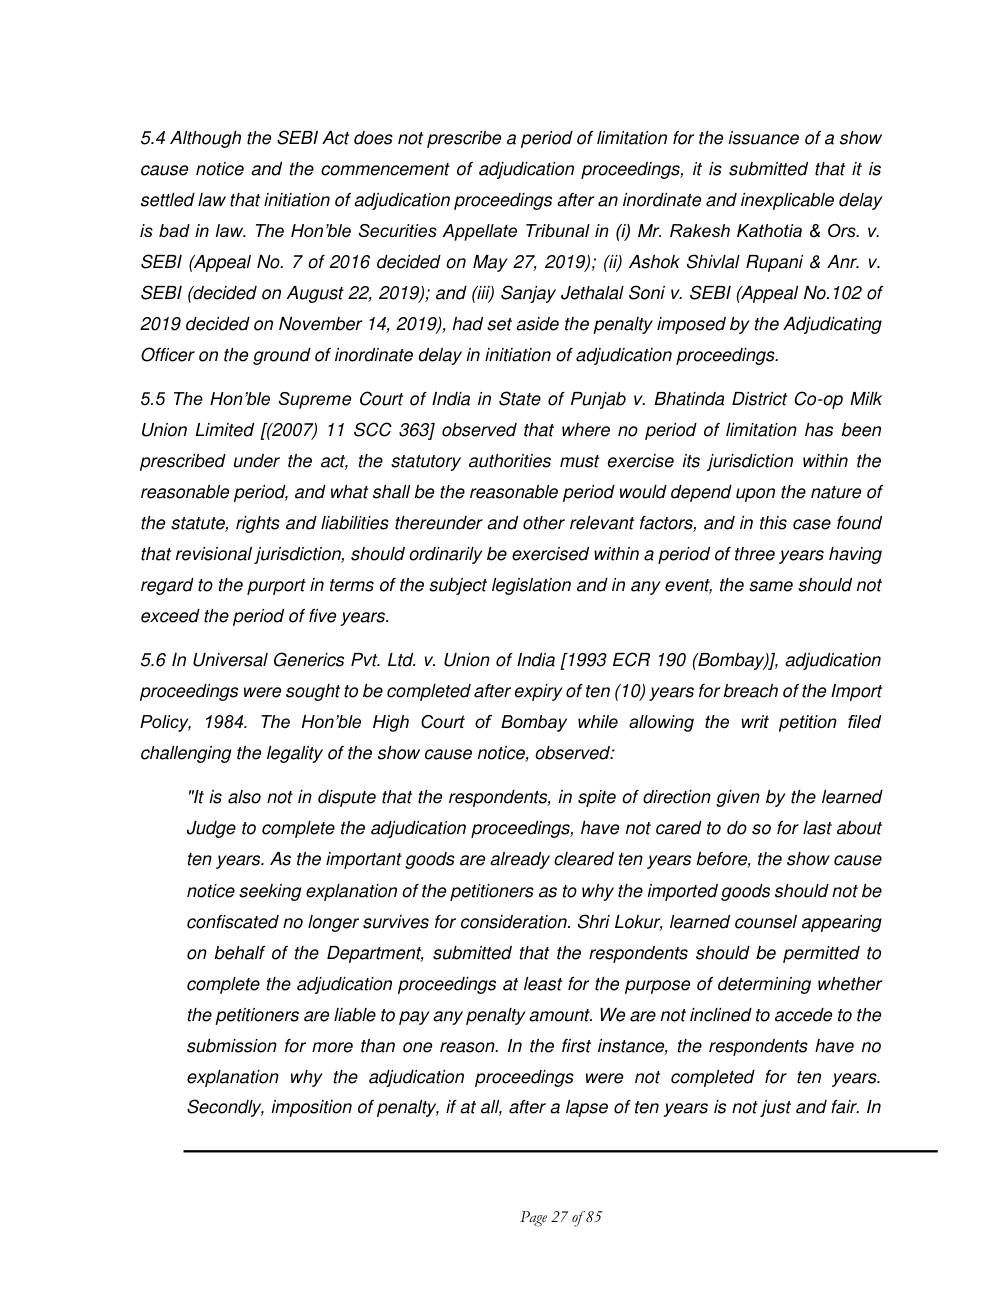 5.4 Although the SEBI Act does not prescribe a period of limitation for the issuance of a show
cause notice and the commencement of adjudication proceedings, it is submitted that it is
settled law that initiation of adjudication proceedings after an inordinate and inexplicable delay
is bad in law. The Hon’ble Securities Appellate Tribunal in (i) Mr. Rakesh Kathotia & Ors. v.
SEBI (Appeal No. 7 of 2016 decided on May 27, 2019); (ii) Ashok Shivlal Rupani & Anr. v.
SEBI (decided on August 22, 2019); and (iii) Sanjay Jethalal Soni v. SEBI (Appeal No.102 of
2019 decided on November 14, 2019), had set aside the penalty imposed by the Adjudicating
Officer on the ground of inordinate delay in initiation of adjudication proceedings.
5.5 The Hon’ble Supreme Court of India in State of Punjab v. Bhatinda District Co-op Milk
Union Limited [(2007) 11 SCC 363] observed that where no period of limitation has been
prescribed under the act, the statutory authorities must exercise its jurisdiction within the
reasonable period, and what shall be the reasonable period would depend upon the nature of
the statute, rights and liabilities thereunder and other relevant factors, and in this case found
that revisional jurisdiction, should ordinarily be exercised within a period of three years having
regard to the purport in terms of the subject legislation and in any event, the same should not
exceed the period of five years.
5.6 In Universal Generics Pvt. Ltd. v. Union of India [1993 ECR 190 (Bombay)], adjudication
proceedings were sought to be completed after expiry of ten (10) years for breach of the Import
Policy, 1984. The Hon’ble High Court of Bombay while allowing the writ petition filed
challenging the legality of the show cause notice, observed:
"It is also not in dispute that the respondents, in spite of direction given by the learned
Judge to complete the adjudication proceedings, have not cared to do so for last about
ten years. As the important goods are already cleared ten years before, the show cause
notice seeking explanation of the petitioners as to why the imported goods should not be
confiscated no longer survives for consideration. Shri Lokur, learned counsel appearing
on behalf of the Department, submitted that the respondents should be permitted to
complete the adjudication proceedings at least for the purpose of determining whether
the petitioners are liable to pay any penalty amount. We are not inclined to accede to the
submission for more than one reason. In the first instance, the respondents have no
explanation why the adjudication proceedings were not completed for ten years.
Secondly, imposition of penalty, if at all, after a lapse of ten years is not just and fair. In
Page 27 of 85